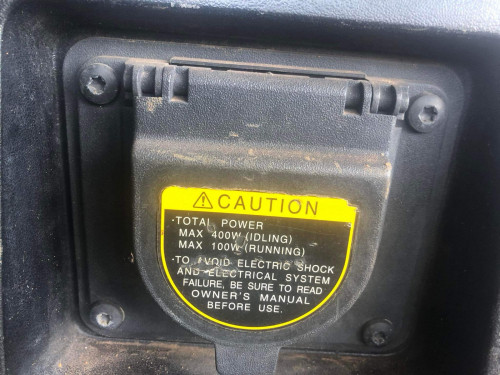 ⚠CAUTION
·TOTAL POWER
MAX 400W (IDLING)
MAX 100W (RUNNING)
·TO AVOID ELECTRIC SHOCK
AND ELECTRICAL SYSTEM
FAILURE, BE SURE TO READ
OWNER'S MANUAL
BEFORE USE.